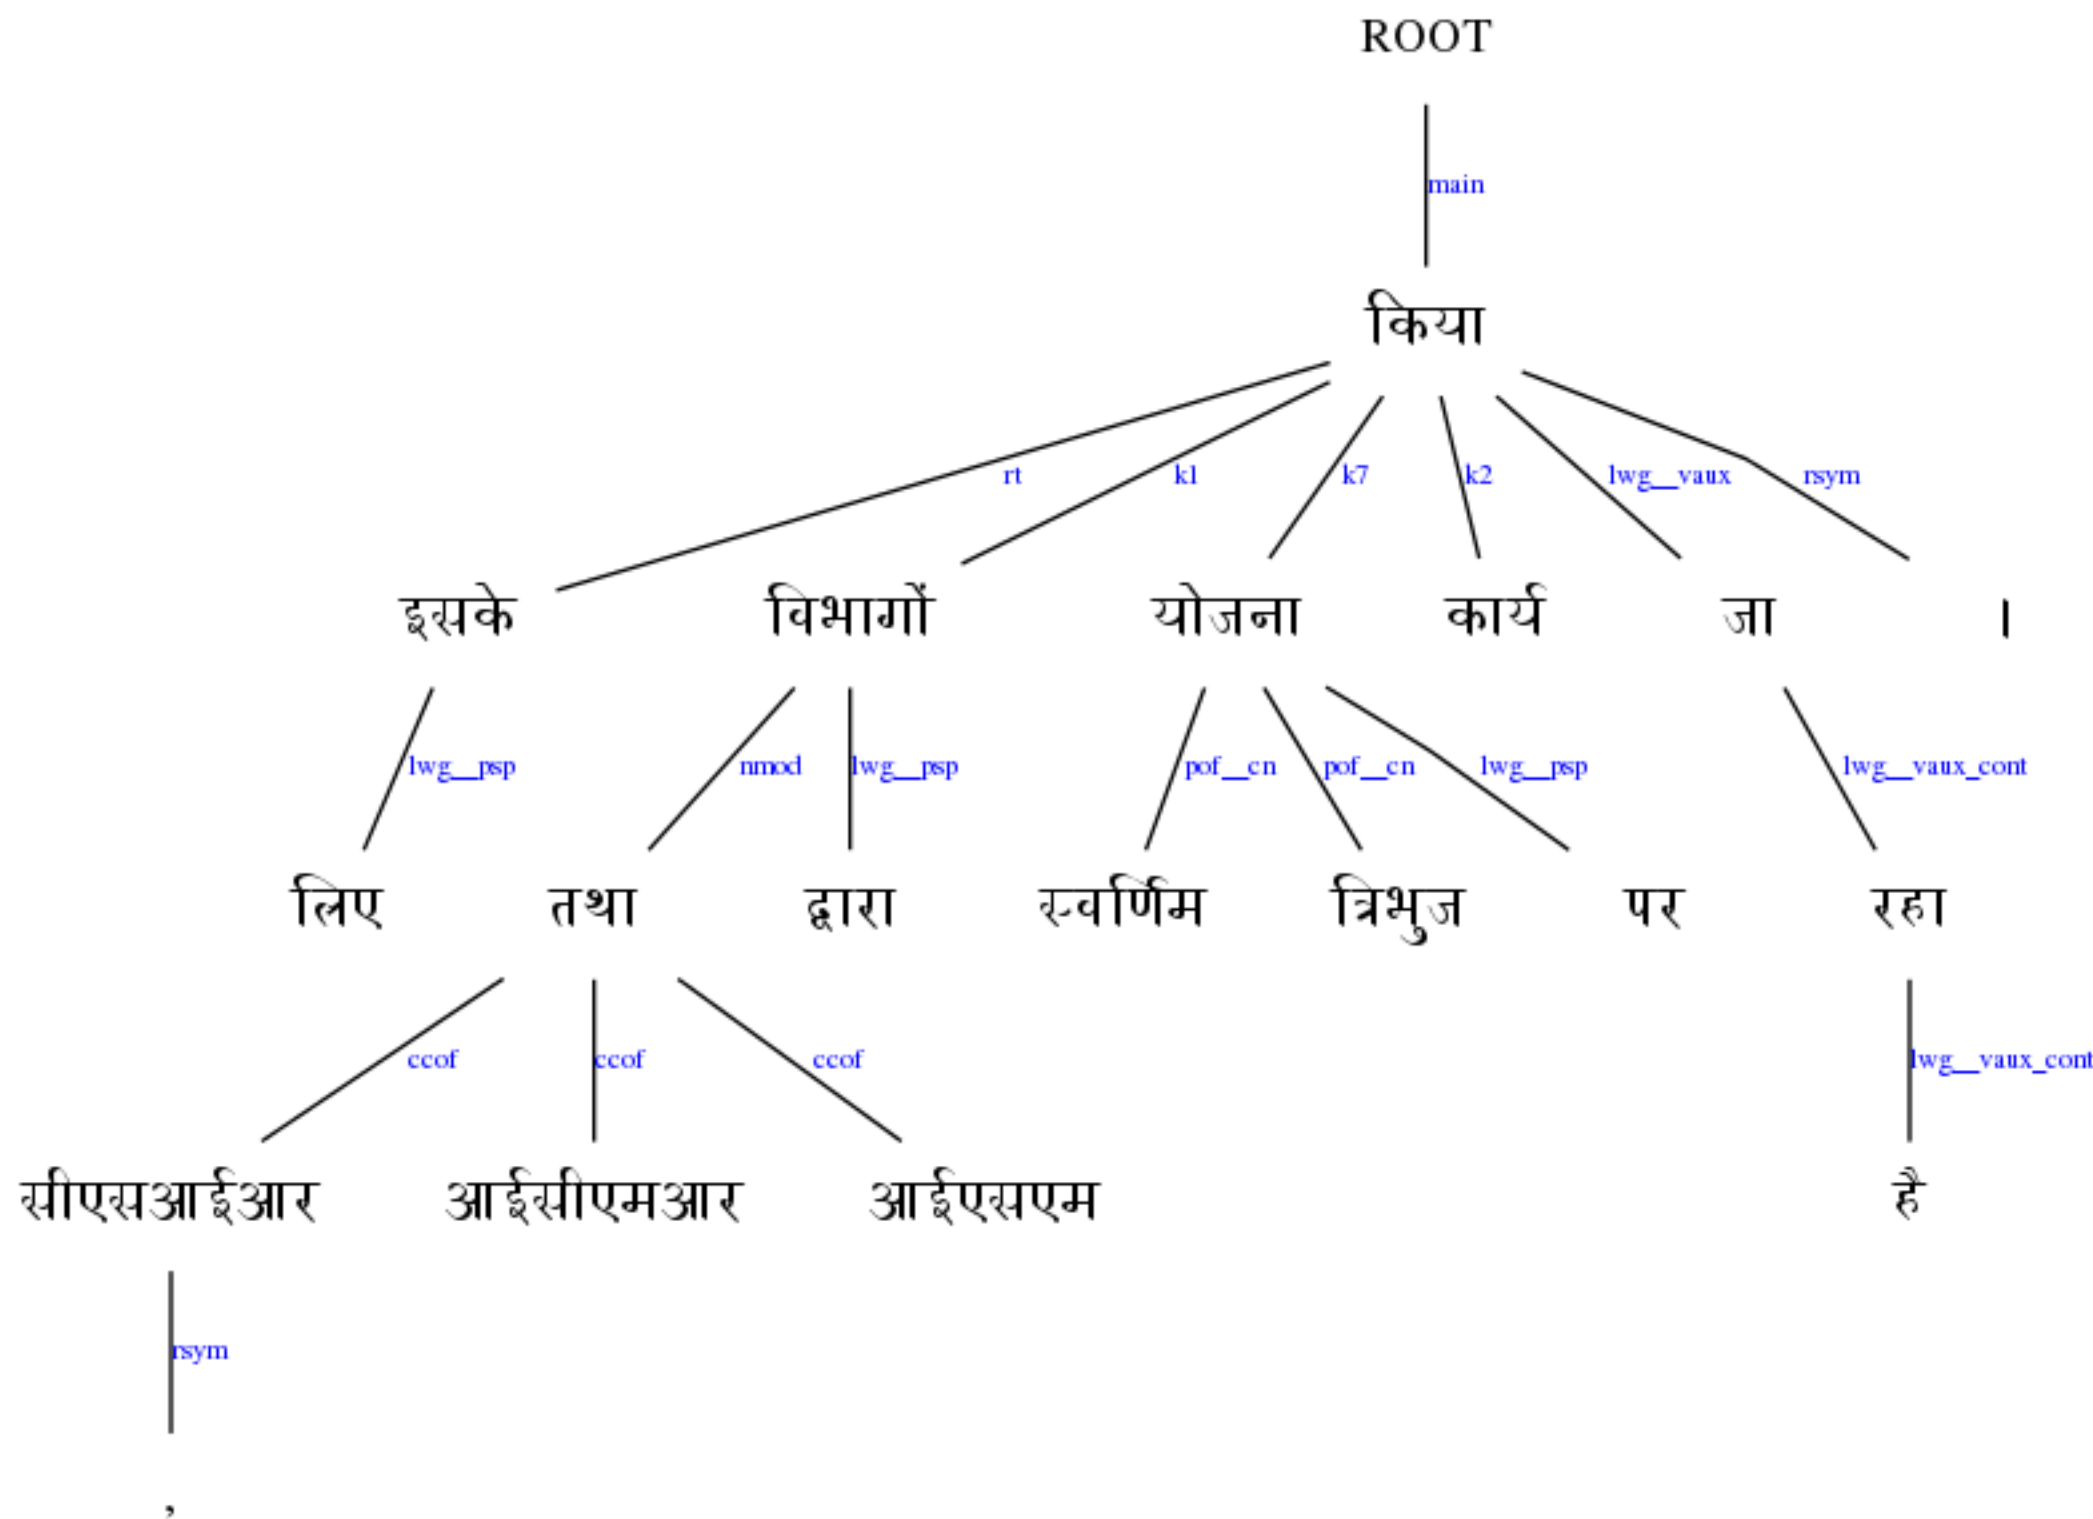 ROOT
main
किया
rt k1 k7 k2 lwg__vaux rsym
इसके विभागों योजना कार्य जा ।
lwg__psp nmod lwg__psp pof__cn pof__cn lwg__psp lwg__vaux_cont
लिए तथा द्वारा स्वर्णिम त्रिभुज पर रहा
ccof ccof ccof lwg__vaux_cont
सीएसआईआर आईसीएमआर आईएसएम है
rsym
,